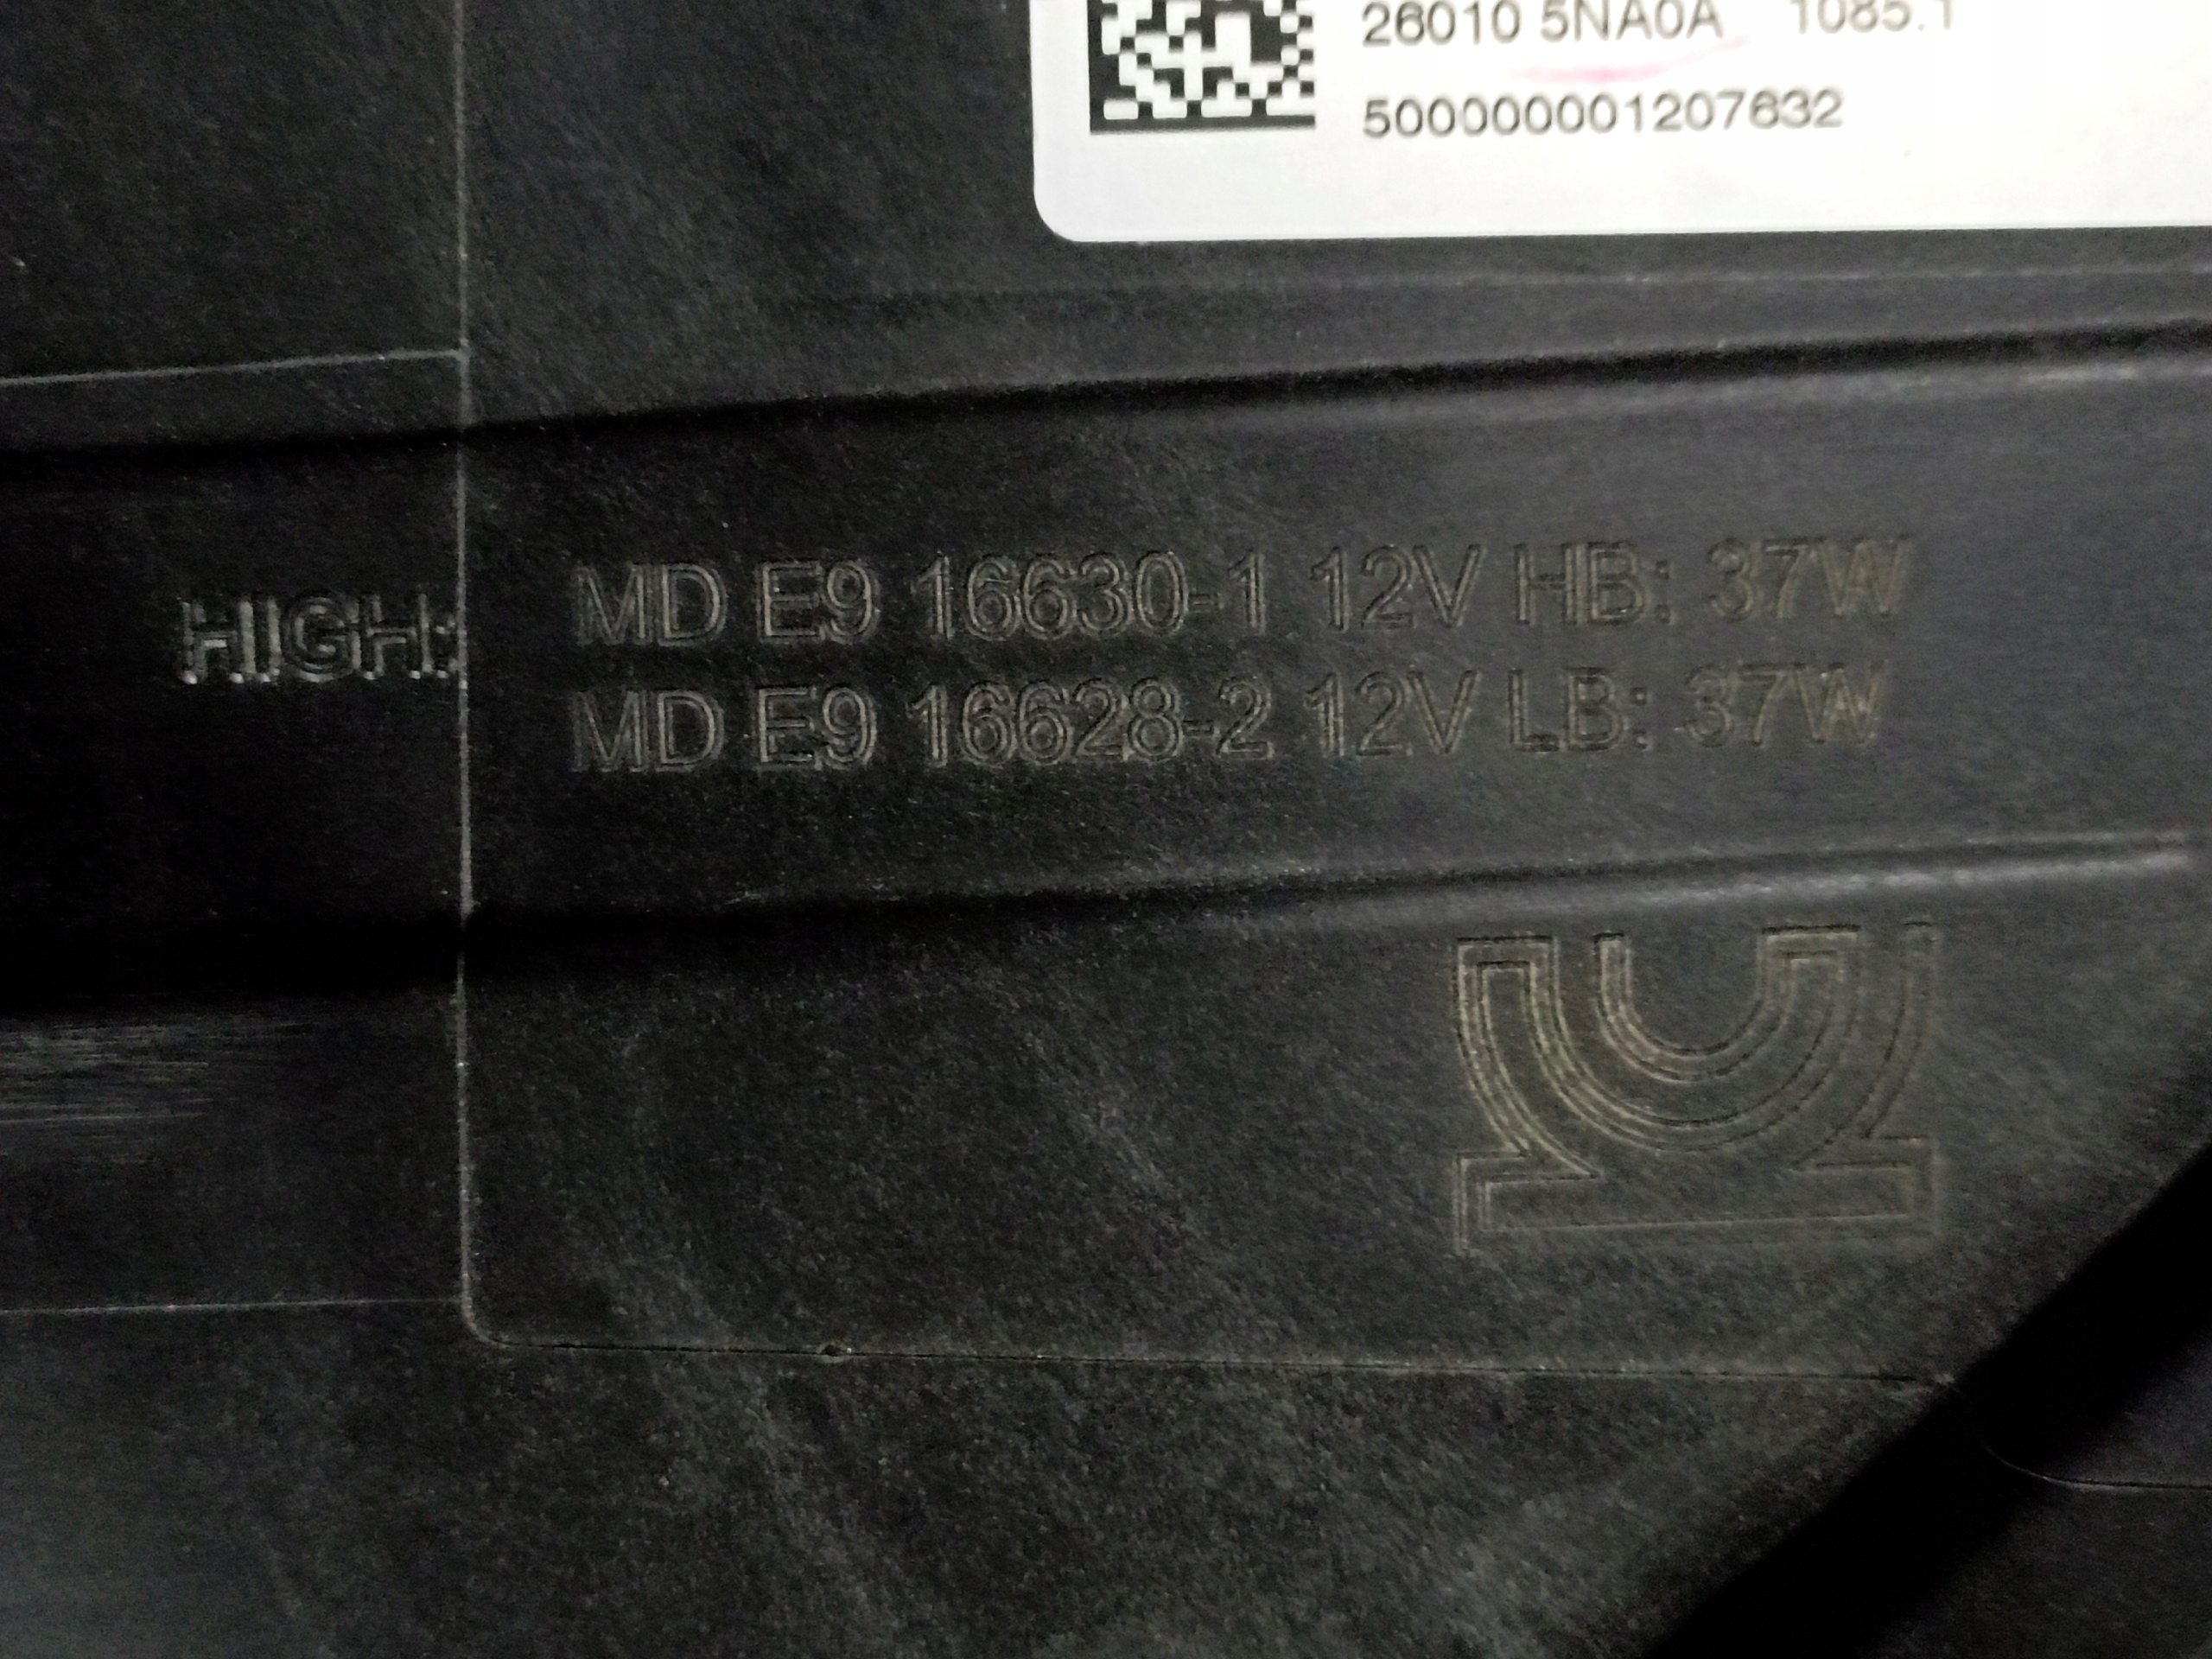 26010 5NA0A 1085.1
500000001207632
HIGH: MD E9 16630-1 12V HB: 37W
MD E9 16628-2 12V LB: 37W